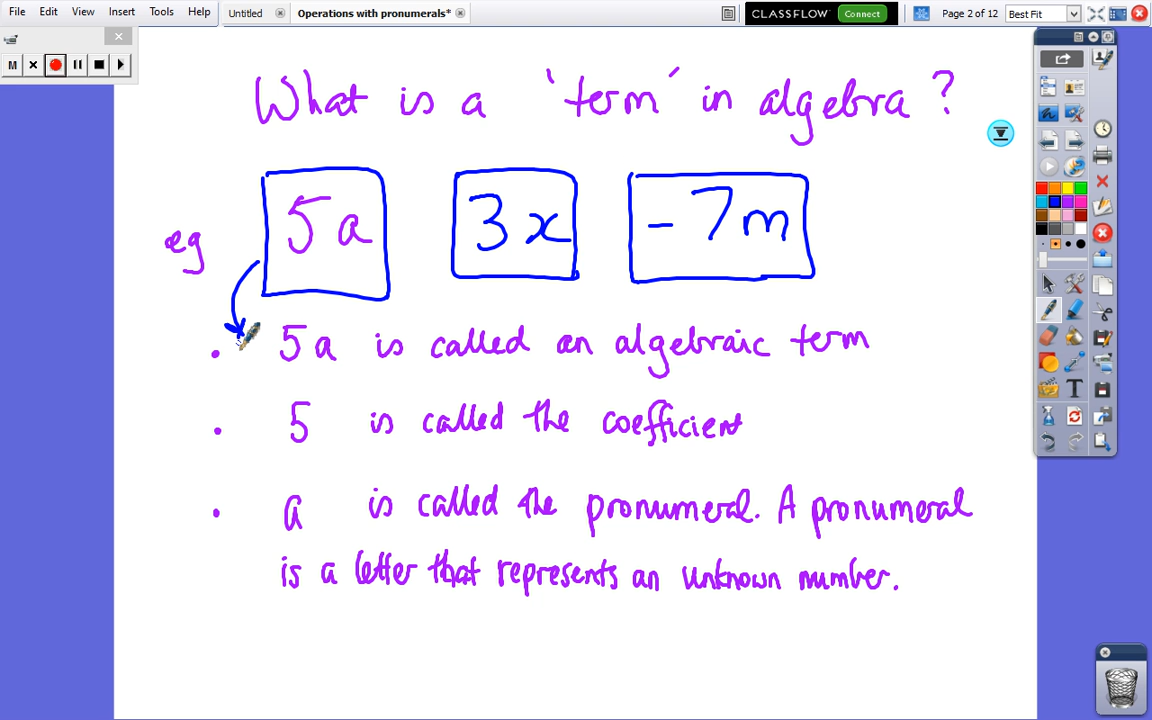 File Edit View Insert Tools Help
Untitled Operations with pronumerals* CLASSFLOW Connect Page 2 of 12 Best Fit
M
What is a 'term' in algebra?
eg 5a 3x -7m
• 5a is called an algebraic term
• 5 is called the coefficient
• a is called the pronumeral. A pronumeral
is a letter that represents an unknown number.